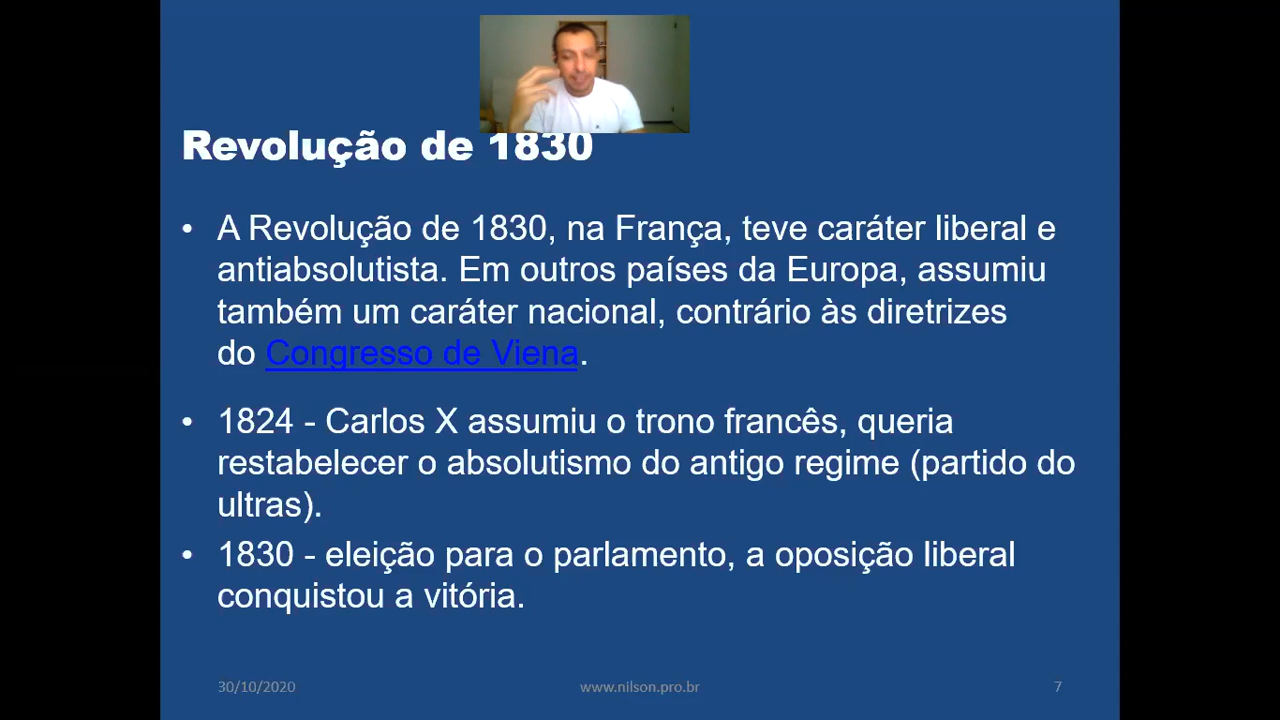 Revolução de 1830
• A Revolução de 1830, na França, teve caráter liberal e
antiabsolutista. Em outros países da Europa, assumiu
também um caráter nacional, contrário às diretrizes
do Congresso de Viena.
• 1824 - Carlos X assumiu o trono francês, queria
restabelecer o absolutismo do antigo regime (partido do
ultras).
• 1830 - eleição para o parlamento, a oposição liberal
conquistou a vitória.
30/10/2020 www.nilson.pro.br 7